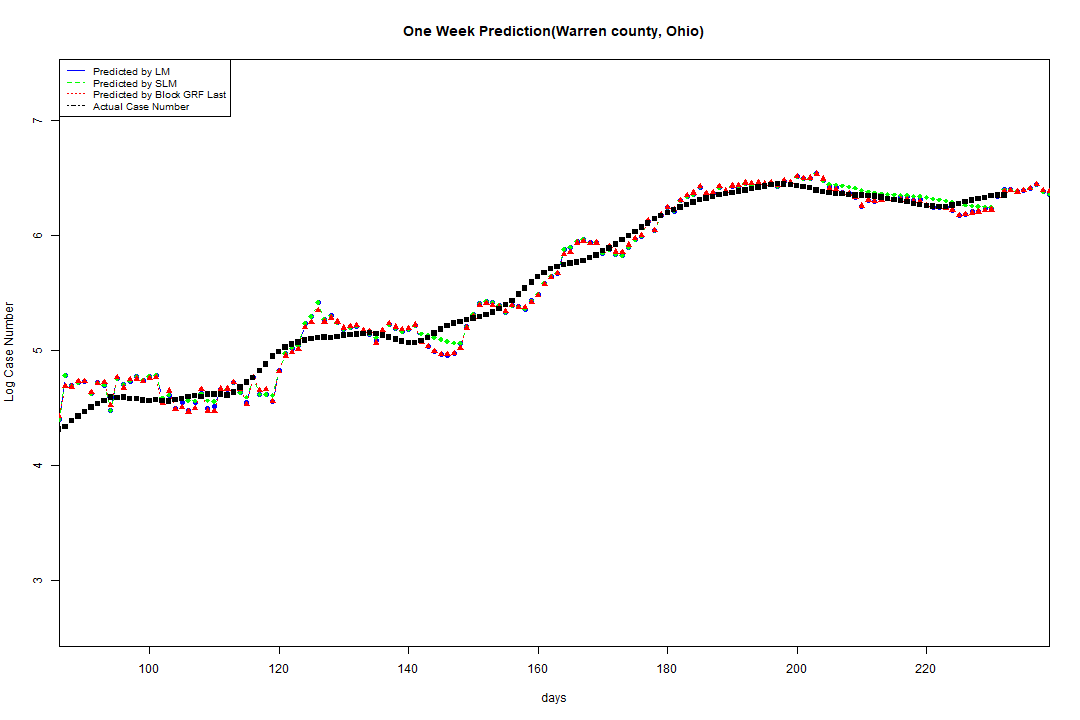 One Week Prediction(Warren county, Ohio)
Predicted by LM
Predicted by SLM
Predicted by Block GRF Last
Actual Case Number
Log Case Number
7
6
5
4
3
100 120 140 160 180 200 220
days